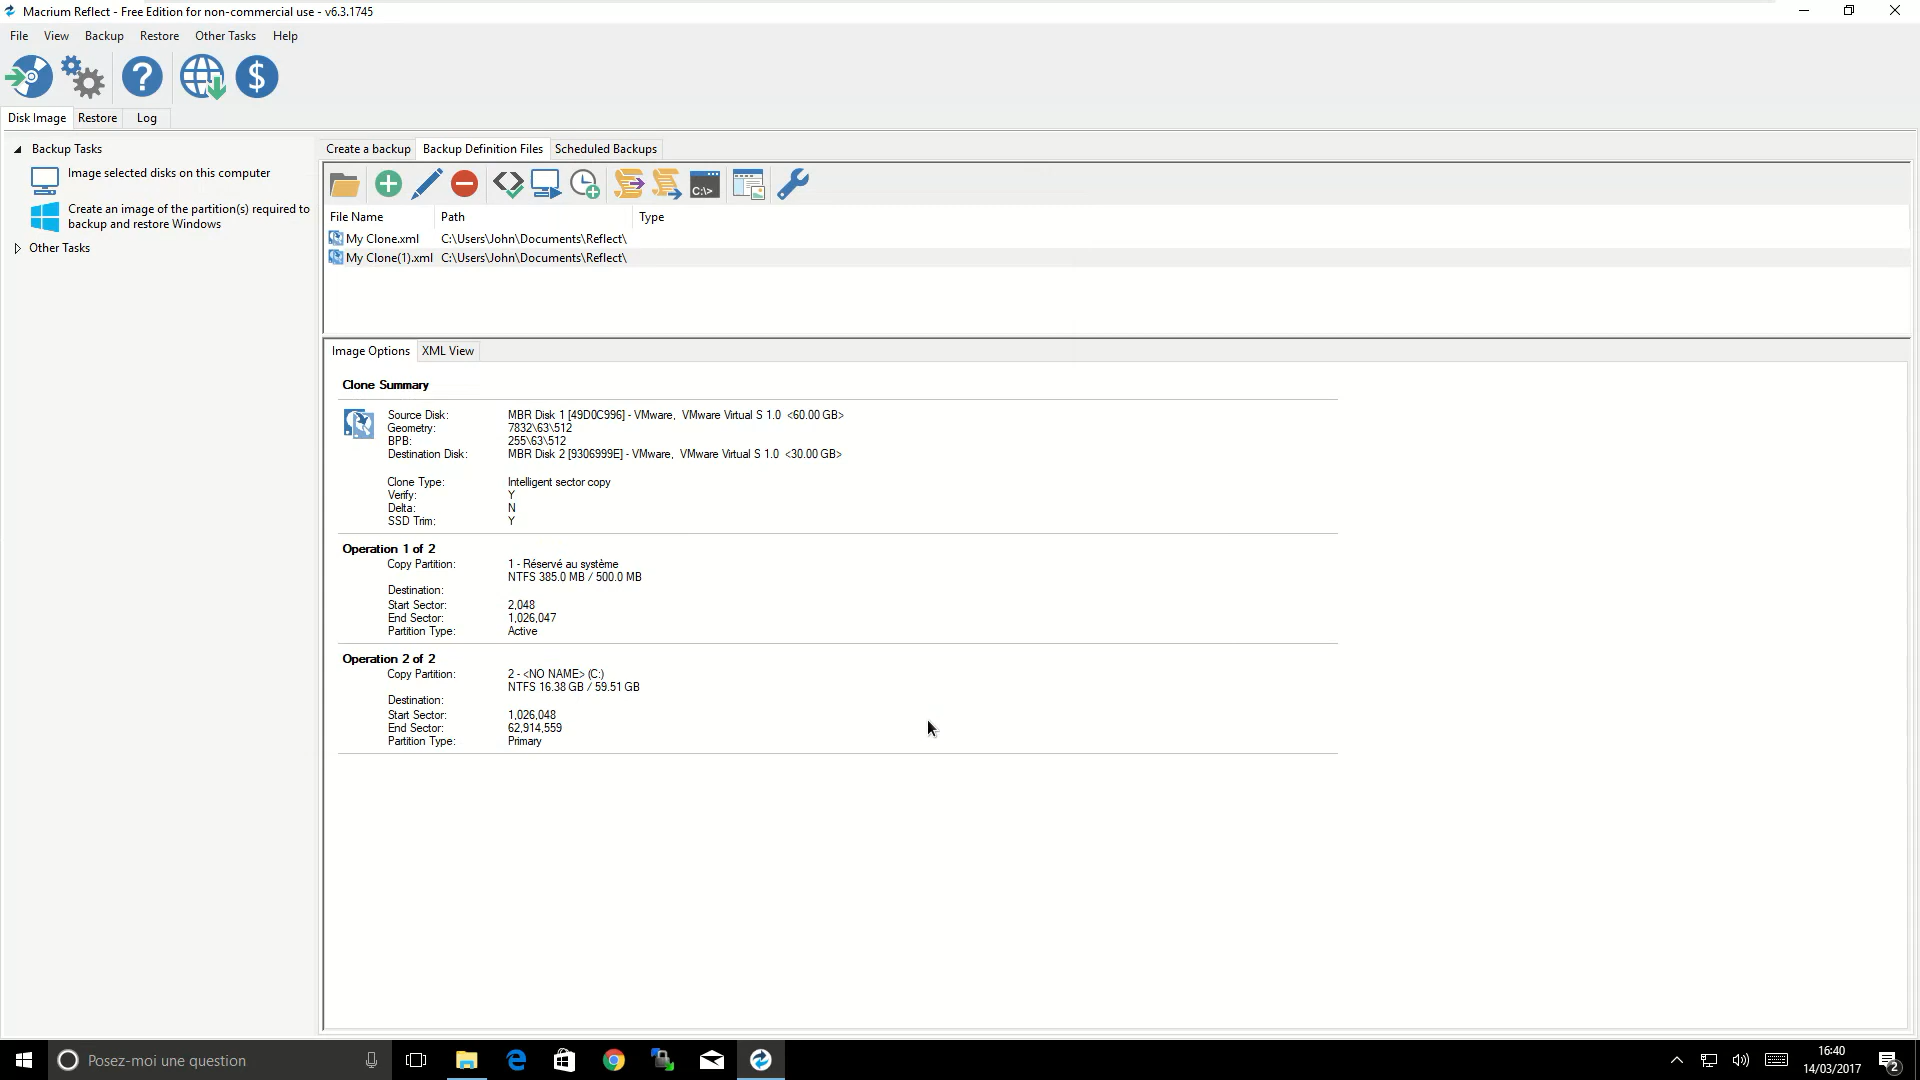 Macrium Reflect - Free Edition for non-commercial use - v6.3.1745
File View Backup Restore Other Tasks Help
? $
Disk Image Restore Log
Backup Tasks
Image selected disks on this computer
Create an image of the partition(s) required to
backup and restore Windows
Other Tasks
Create a backup Backup Definition Files Scheduled Backups
C:\>
File Name Path Type
My Clone.xml C:\Users\John\Documents\Reflect\
My Clone(1).xml C:\Users\John\Documents\Reflect\
Image Options XML View
Clone Summary
Source Disk: MBR Disk 1 [49D0C996] - VMware, VMware Virtual S 1.0 <60.00 GB>
Geometry: 7832\63\512
BPB: 255\63\512
Destination Disk: MBR Disk 2 [9306999E] - VMware, VMware Virtual S 1.0 <30.00 GB>
Clone Type: Intelligent sector copy
Verify: Y
Delta: N
SSD Trim: Y
Operation 1 of 2
Copy Partition: 1 - Réservé au système
NTFS 385.0 MB / 500.0 MB
Destination:
Start Sector: 2,048
End Sector: 1,026,047
Partition Type: Active
Operation 2 of 2
Copy Partition: 2 - <NO NAME> (C:)
NTFS 16.38 GB / 59.51 GB
Destination:
Start Sector: 1,026,048
End Sector: 62,914,559
Partition Type: Primary
Posez-moi une question
16:40
14/03/2017
2